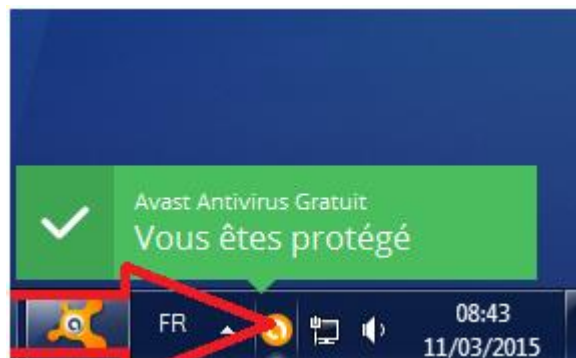 Avast Antivirus Gratuit
Vous êtes protégé
FR
08:43
11/03/2015